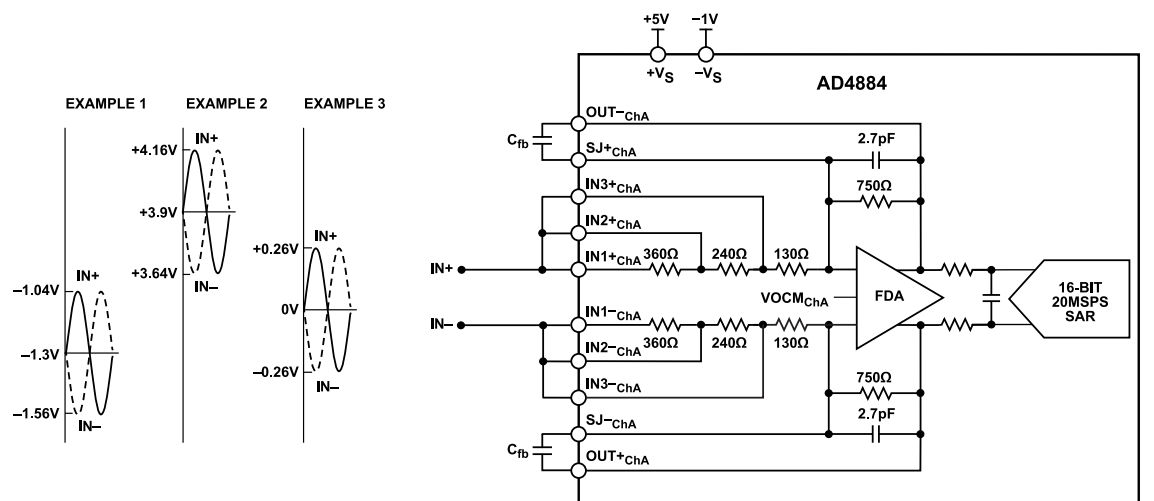 +5V −1V
+VS −VS
AD4884
EXAMPLE 1
EXAMPLE 2
EXAMPLE 3
IN+
−1.04V
−1.3V
−1.56V
IN−
IN+
+4.16V
+3.9V
+3.64V
IN−
IN+
+0.26V
0V
−0.26V
IN−
OUT−ChA
Cfb
SJ+ChA
2.7pF
750Ω
IN3+ChA
IN2+ChA
IN1+ChA
360Ω 240Ω 130Ω
IN+
VOCMChA
FDA
16-BIT
20MSPS
SAR
IN−
IN1−ChA
360Ω 240Ω 130Ω
IN2−ChA
IN3−ChA
750Ω
SJ−ChA
2.7pF
Cfb
OUT+ChA